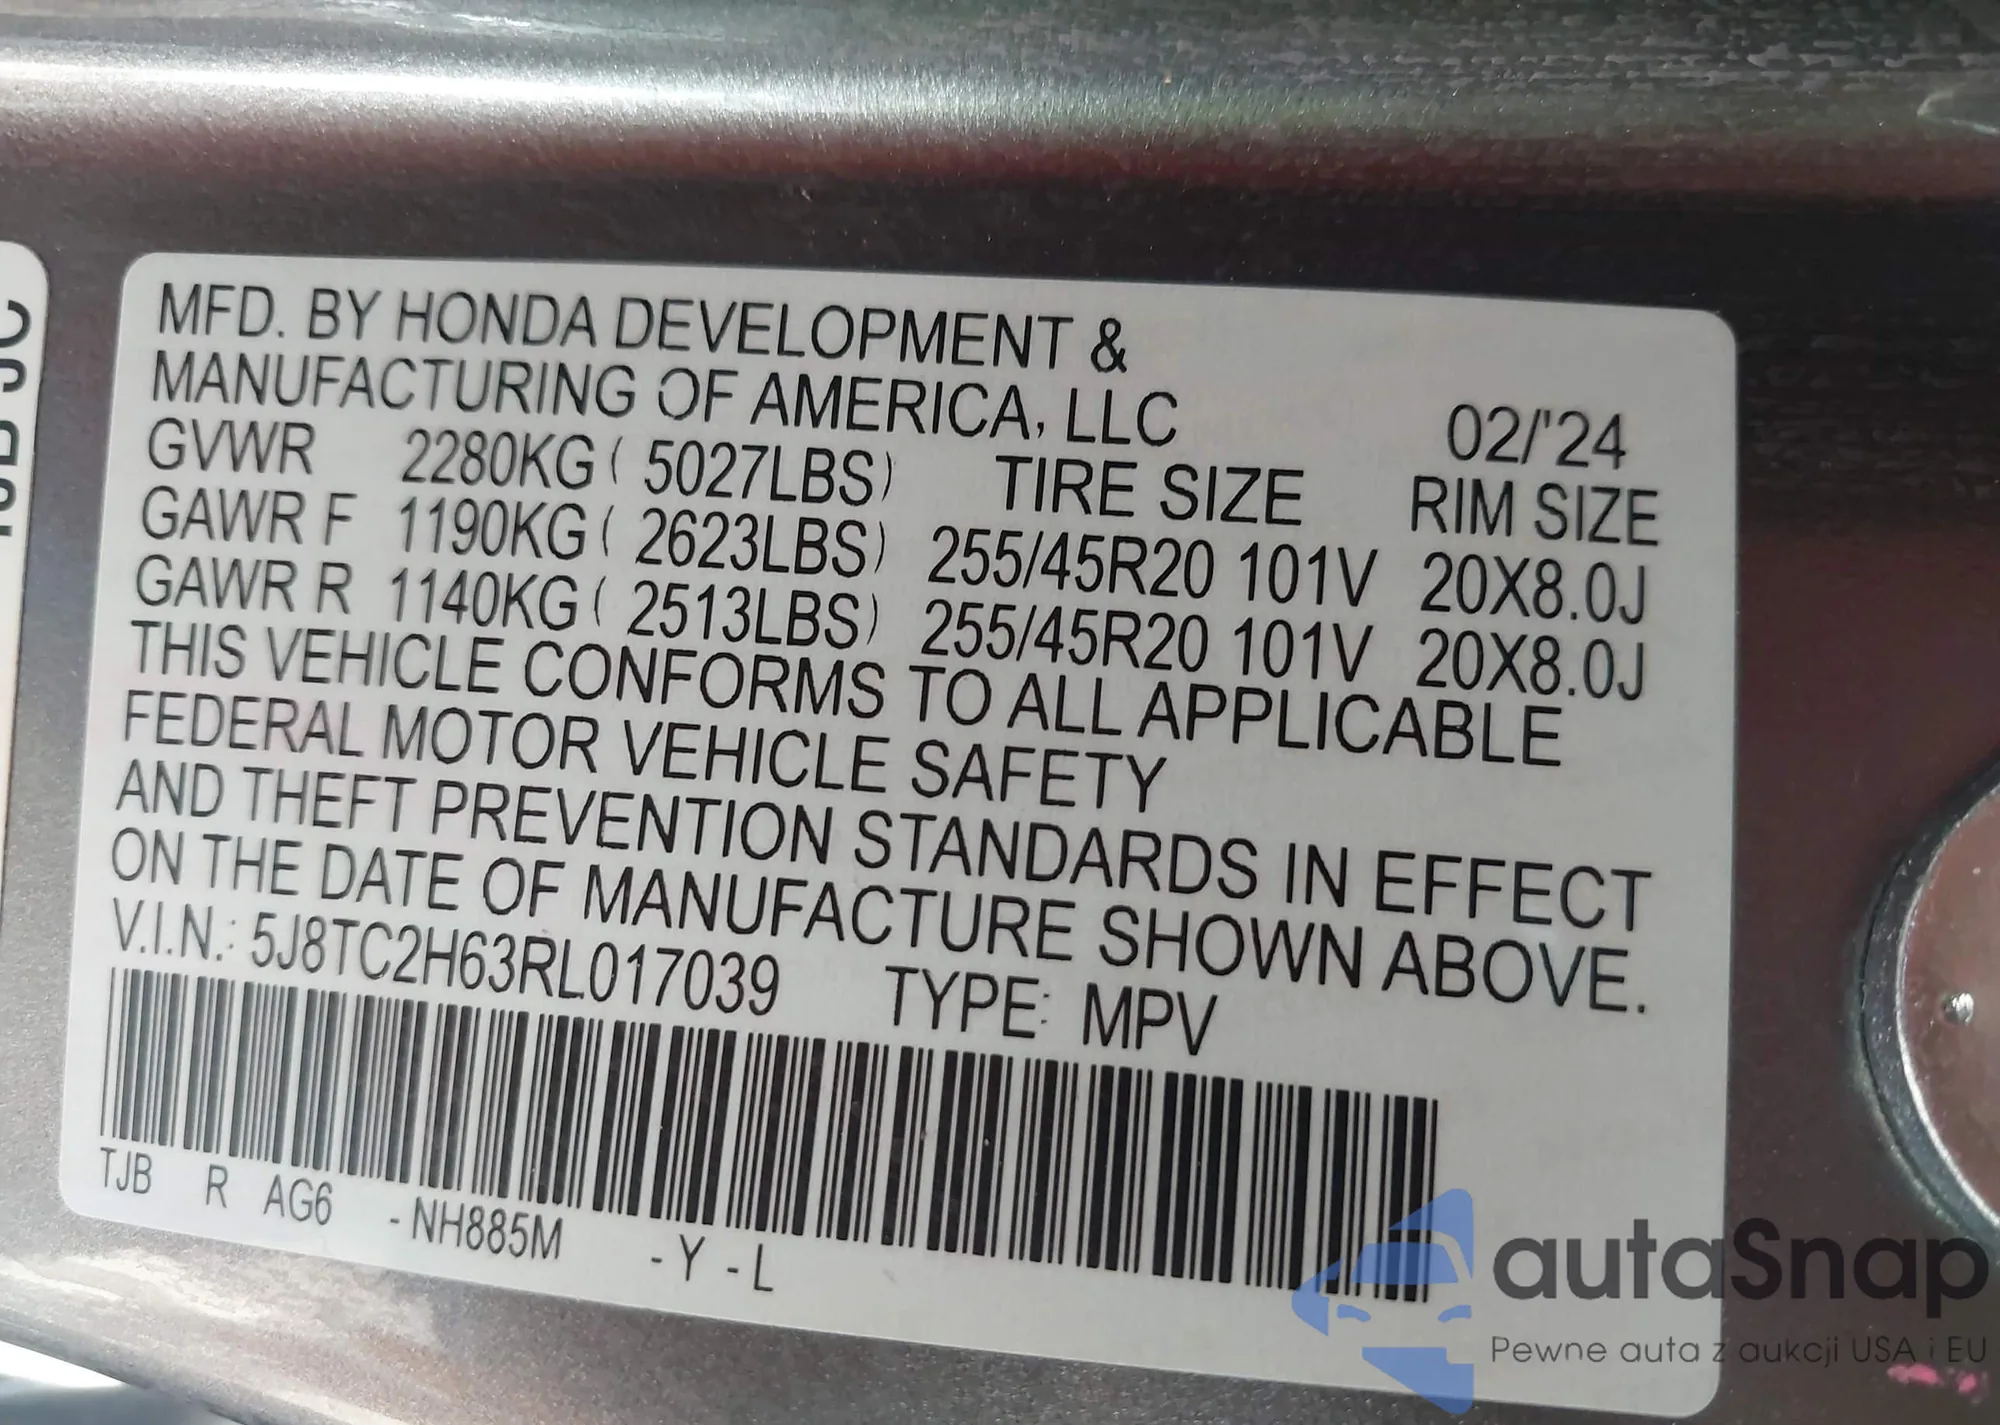 MFD. BY HONDA DEVELOPMENT &
MANUFACTURING OF AMERICA, LLC 02/'24
GVWR 2280KG ( 5027LBS) TIRE SIZE RIM SIZE
GAWR F 1190KG ( 2623LBS) 255/45R20 101V 20X8.0J
GAWR R 1140KG ( 2513LBS) 255/45R20 101V 20X8.0J
THIS VEHICLE CONFORMS TO ALL APPLICABLE
FEDERAL MOTOR VEHICLE SAFETY
AND THEFT PREVENTION STANDARDS IN EFFECT
ON THE DATE OF MANUFACTURE SHOWN ABOVE.
V.I.N.: 5J8TC2H63RL017039 TYPE: MPV
TJB R AG6 -NH885M -Y-L
autaSnap
Pewne auta z aukcji USA i EU